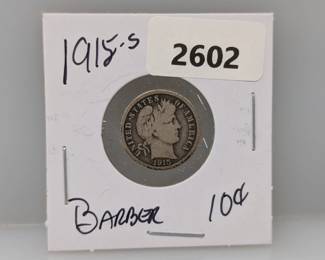 1915-S
2602
UNITED STATES OF AMERICA
1915
BARBER 10¢